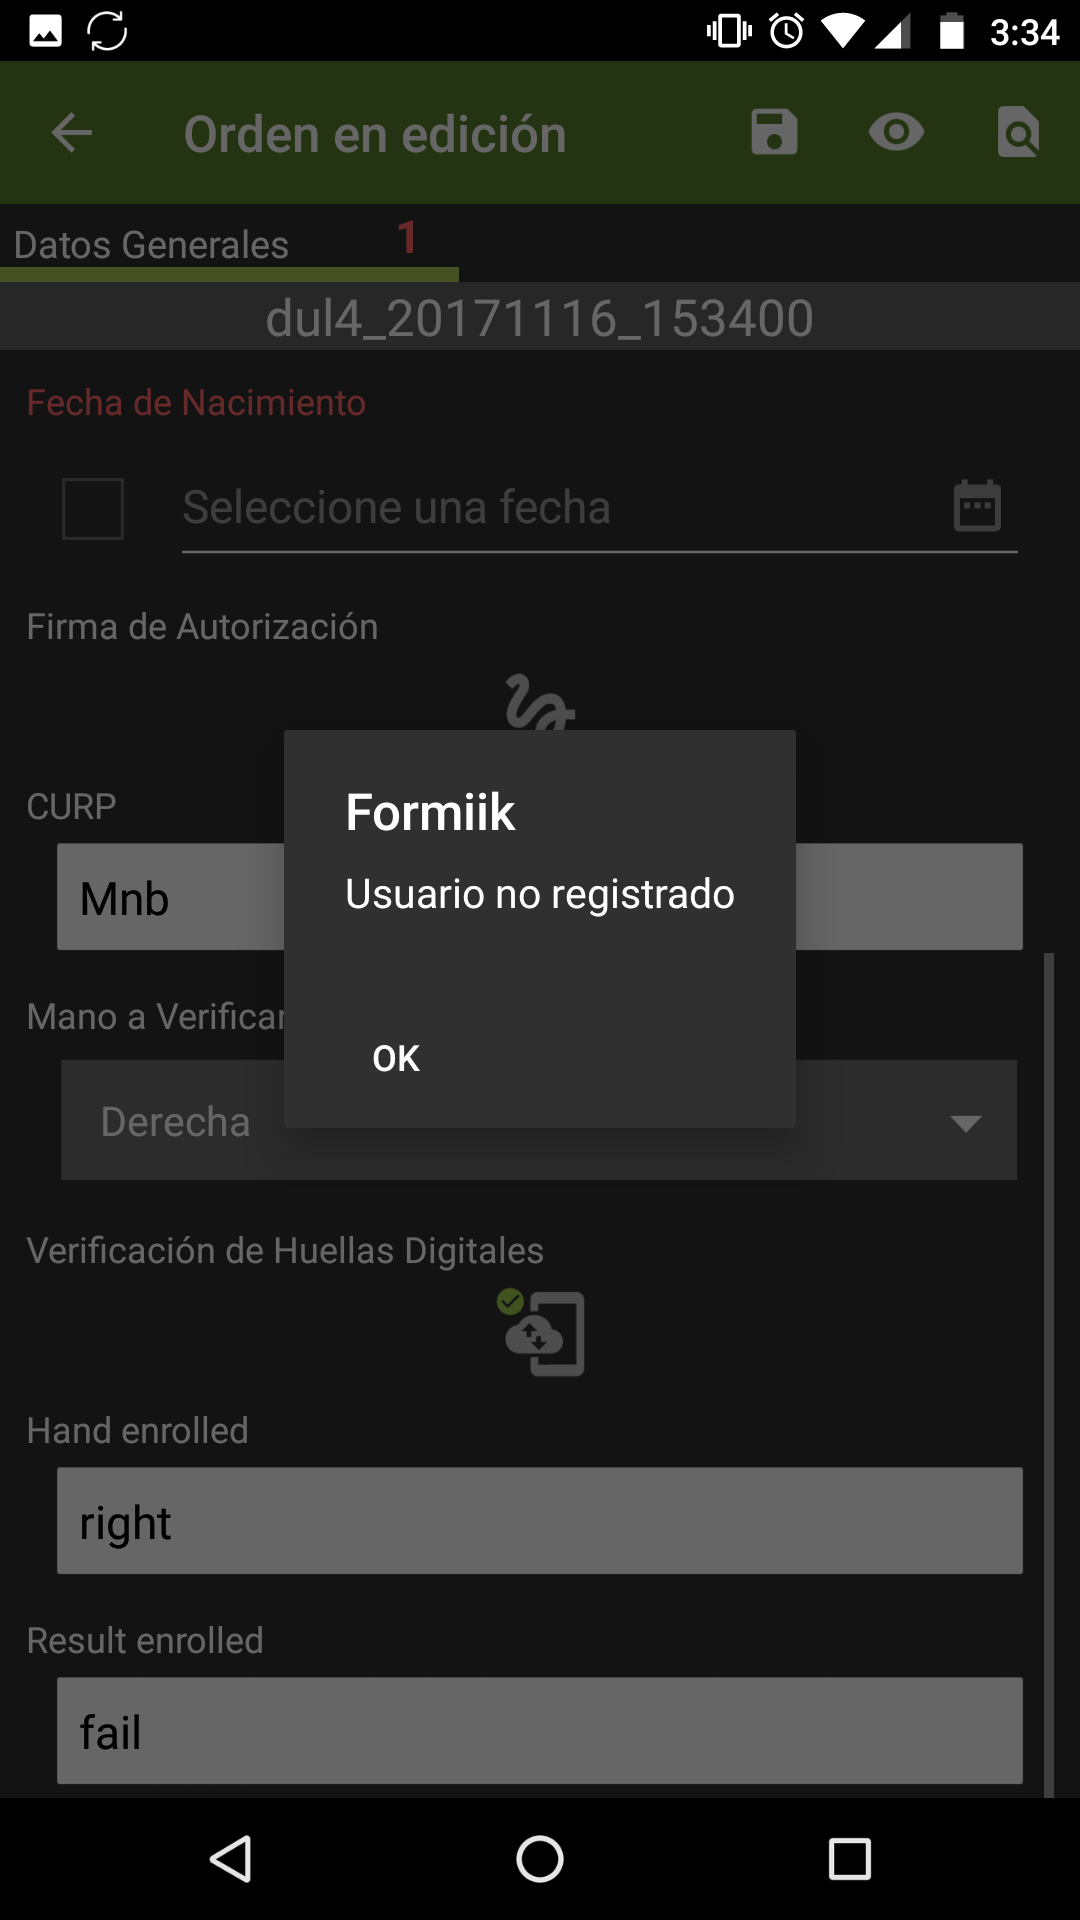 3:34
Orden en edición
Datos Generales 1
dul4_20171116_153400
Fecha de Nacimiento
Seleccione una fecha
Firma de Autorización
CURP
Mnb
Formiik
Usuario no registrado
OK
Mano a Verificar
Derecha
Verificación de Huellas Digitales
Hand enrolled
right
Result enrolled
fail